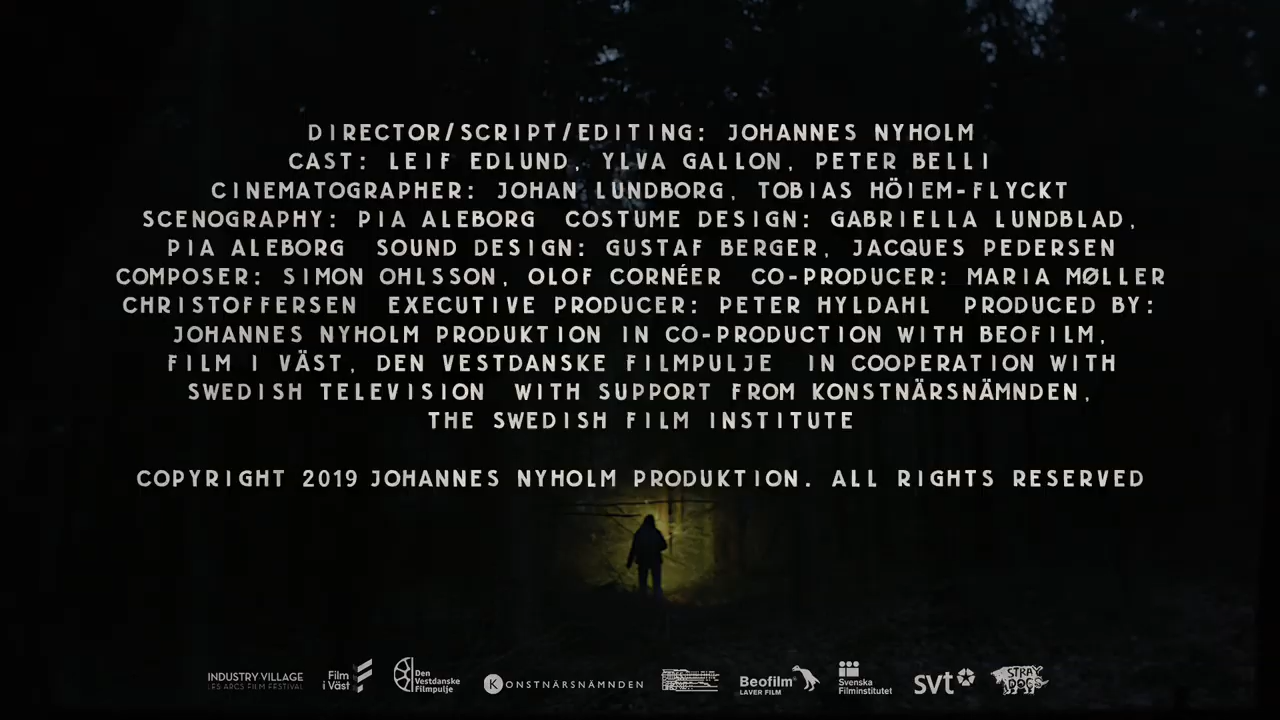 DIRECTOR/SCRIPT/EDITING: JOHANNES NYHOLM
CAST: LEIF EDLUND, YLVA GALLON, PETER BELLI
CINEMATOGRAPHER: JOHAN LUNDBORG, TOBIAS HÖIEM-FLYCKT
SCENOGRAPHY: PIA ALEBORG COSTUME DESIGN: GABRIELLA LUNDBLAD,
PIA ALEBORG SOUND DESIGN: GUSTAF BERGER, JACQUES PEDERSEN
COMPOSER: SIMON OHLSSON, OLOF CORNÉER CO-PRODUCER: MARIA MØLLER
CHRISTOFFERSEN EXECUTIVE PRODUCER: PETER HYLDAHL PRODUCED BY:
JOHANNES NYHOLM PRODUKTION IN CO-PRODUCTION WITH BEOFILM,
FILM I VÄST, DEN VESTDANSKE FILMPULJE IN COOPERATION WITH
SWEDISH TELEVISION WITH SUPPORT FROM KONSTNÄRSNÄMNDEN,
THE SWEDISH FILM INSTITUTE
COPYRIGHT 2019 JOHANNES NYHOLM PRODUKTION. ALL RIGHTS RESERVED
INDUSTRY VILLAGE
LES ARCS FILM FESTIVAL
Film
i Väst
Den
Vestdanske
Filmpulje
K KONSTNÄRSNÄMNDEN
Beofilm
LAVER FILM
Svenska
Filminstitutet
svt
STRAY
DOGS